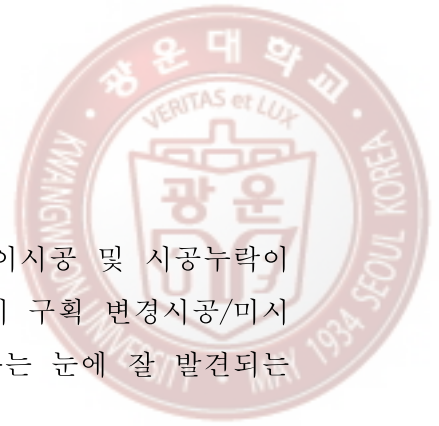 광운대학교
VERITAS et LUX
광운
KWANGWOON UNIVERSITY • MAY 1934 SEOUL KOREA
이시공 및 시공누락이
구획 변경시공/미시
는 눈에 잘 발견되는